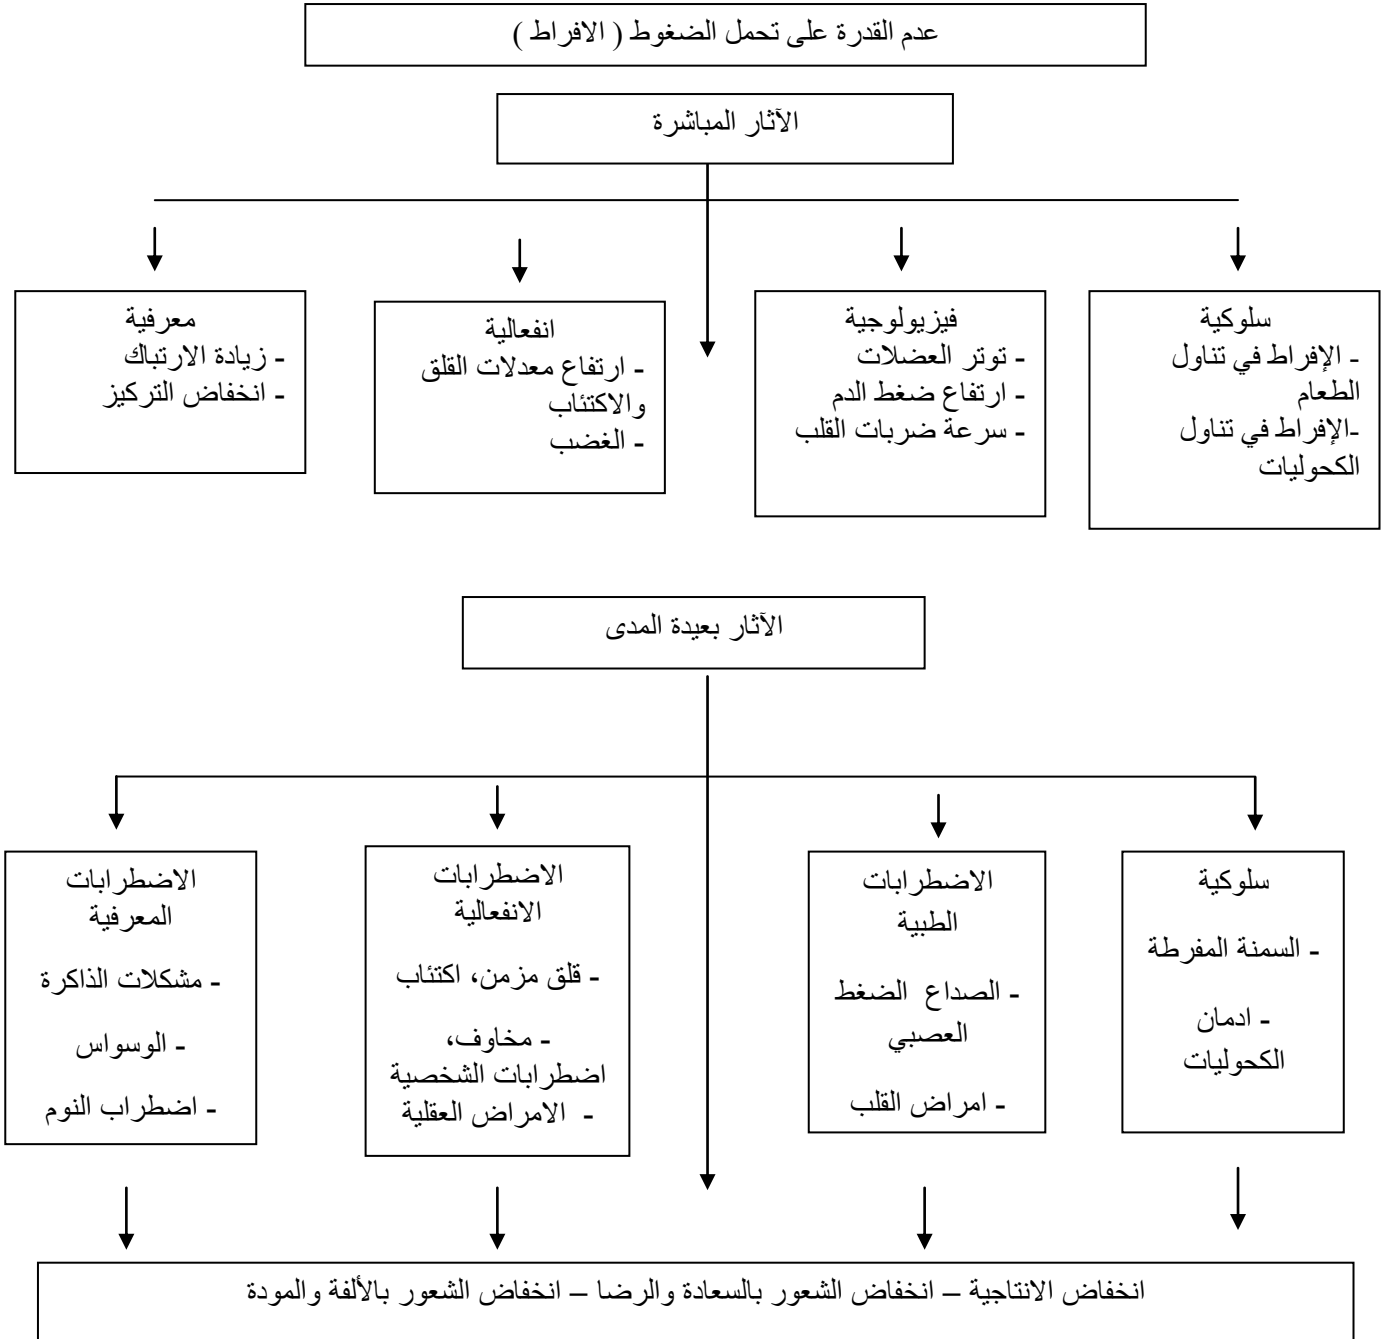 عدم القدرة على تحمل الضغوط ( الافراط )
الآثار المباشرة
سلوكية
- الإفراط في تناول
الطعام
-الإفراط في تناول
الكحوليات
فيزيولوجية
- توتر العضلات
- ارتفاع ضغط الدم
- سرعة ضربات القلب
انفعالية
- ارتفاع معدلات القلق
والاكتئاب
- الغضب
معرفية
- زيادة الارتباك
- انخفاض التركيز
الآثار بعيدة المدى
سلوكية
- السمنة المفرطة
- ادمان
الكحوليات
الاضطرابات
الطبية
- الصداع الضغط
العصبي
- امراض القلب
الاضطرابات
الانفعالية
- قلق مزمن، اكتئاب
- مخاوف،
اضطرابات الشخصية
- الامراض العقلية
الاضطرابات
المعرفية
- مشكلات الذاكرة
- الوسواس
- اضطراب النوم
انخفاض الانتاجية – انخفاض الشعور بالسعادة والرضا – انخفاض الشعور بالألفة والمودة